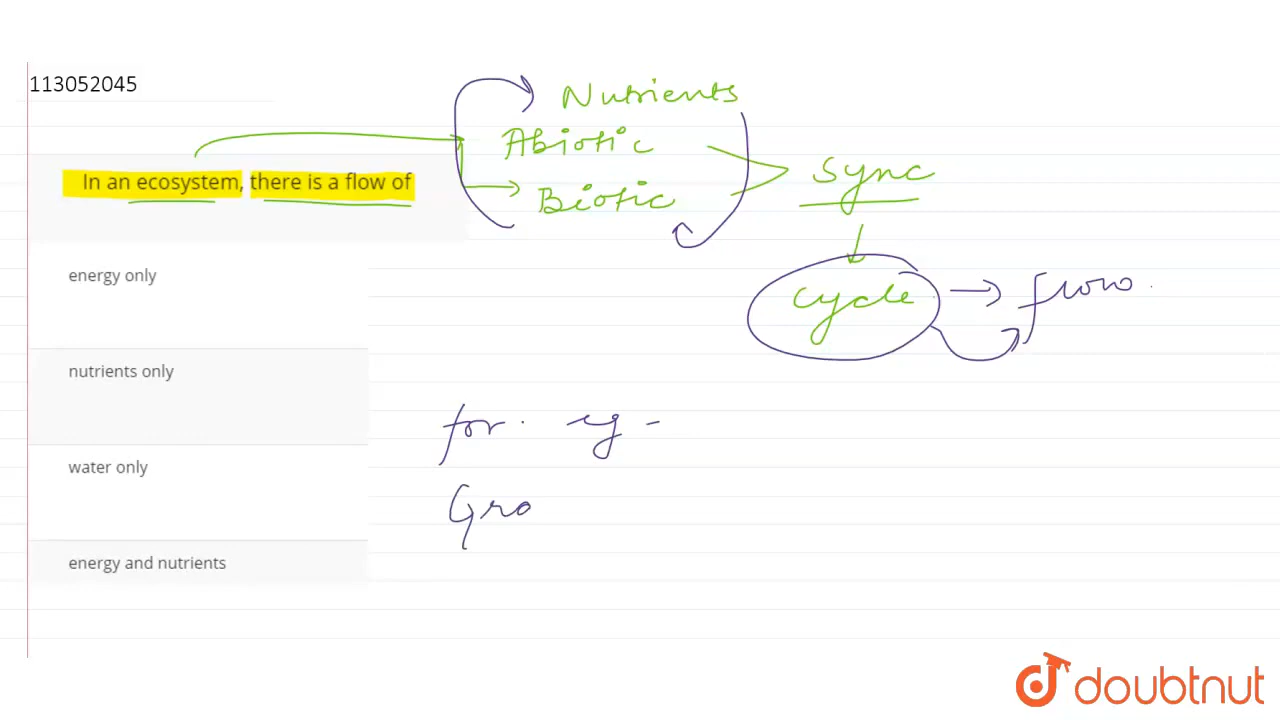 113052045
Nutrients
Abiotic
Biotic
Sync
In an ecosystem, there is a flow of
energy only
cycle → flow.
nutrients only
for. eg -
water only
Gro
energy and nutrients
doubtnut